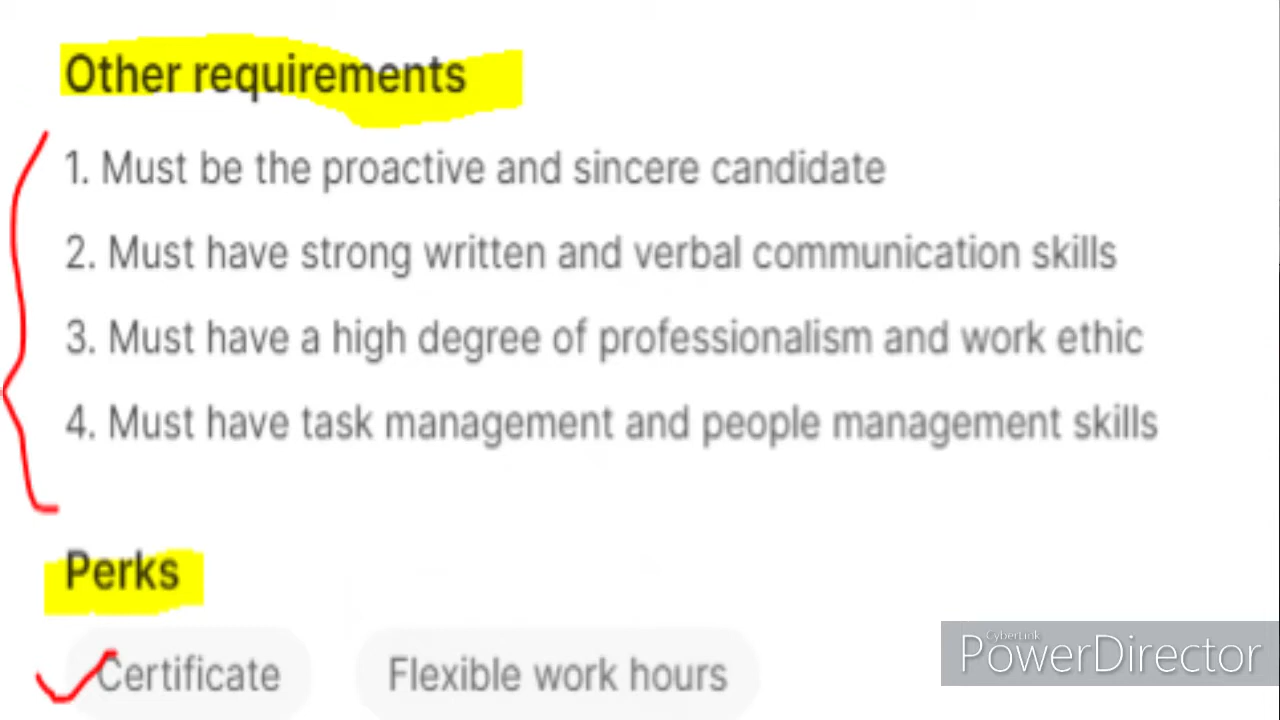 Other requirements
1. Must be the proactive and sincere candidate
2. Must have strong written and verbal communication skills
3. Must have a high degree of professionalism and work ethic
4. Must have task management and people management skills
Perks
Certificate
Flexible work hours
CyberLink
PowerDirector